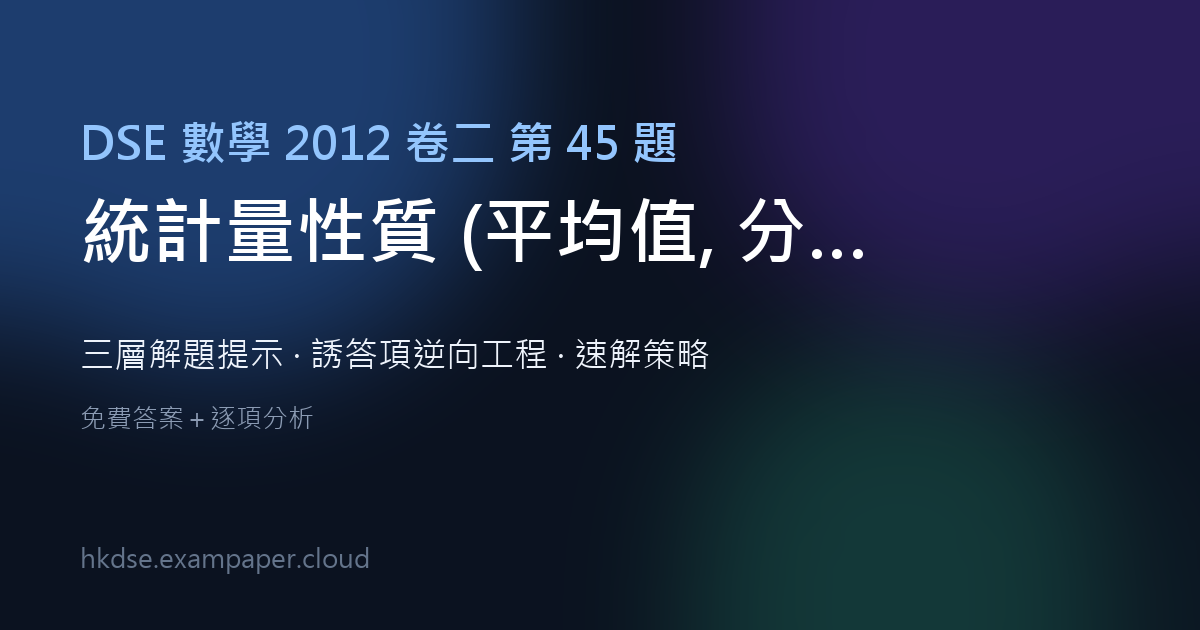 DSE 數學 2012 卷二 第 45 題
統計量性質 (平均值, 分…
三層解題提示 · 誘答項逆向工程 · 速解策略
免費答案 + 逐項分析
hkdse.exampaper.cloud